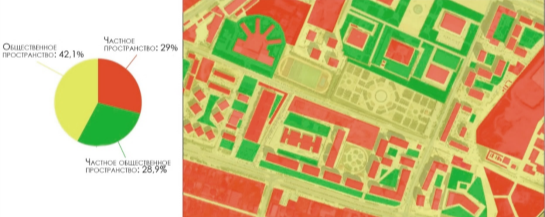 Общественное
пространство: 42,1%
Частное
пространство: 29%
Частное общественное
пространство: 28,9%